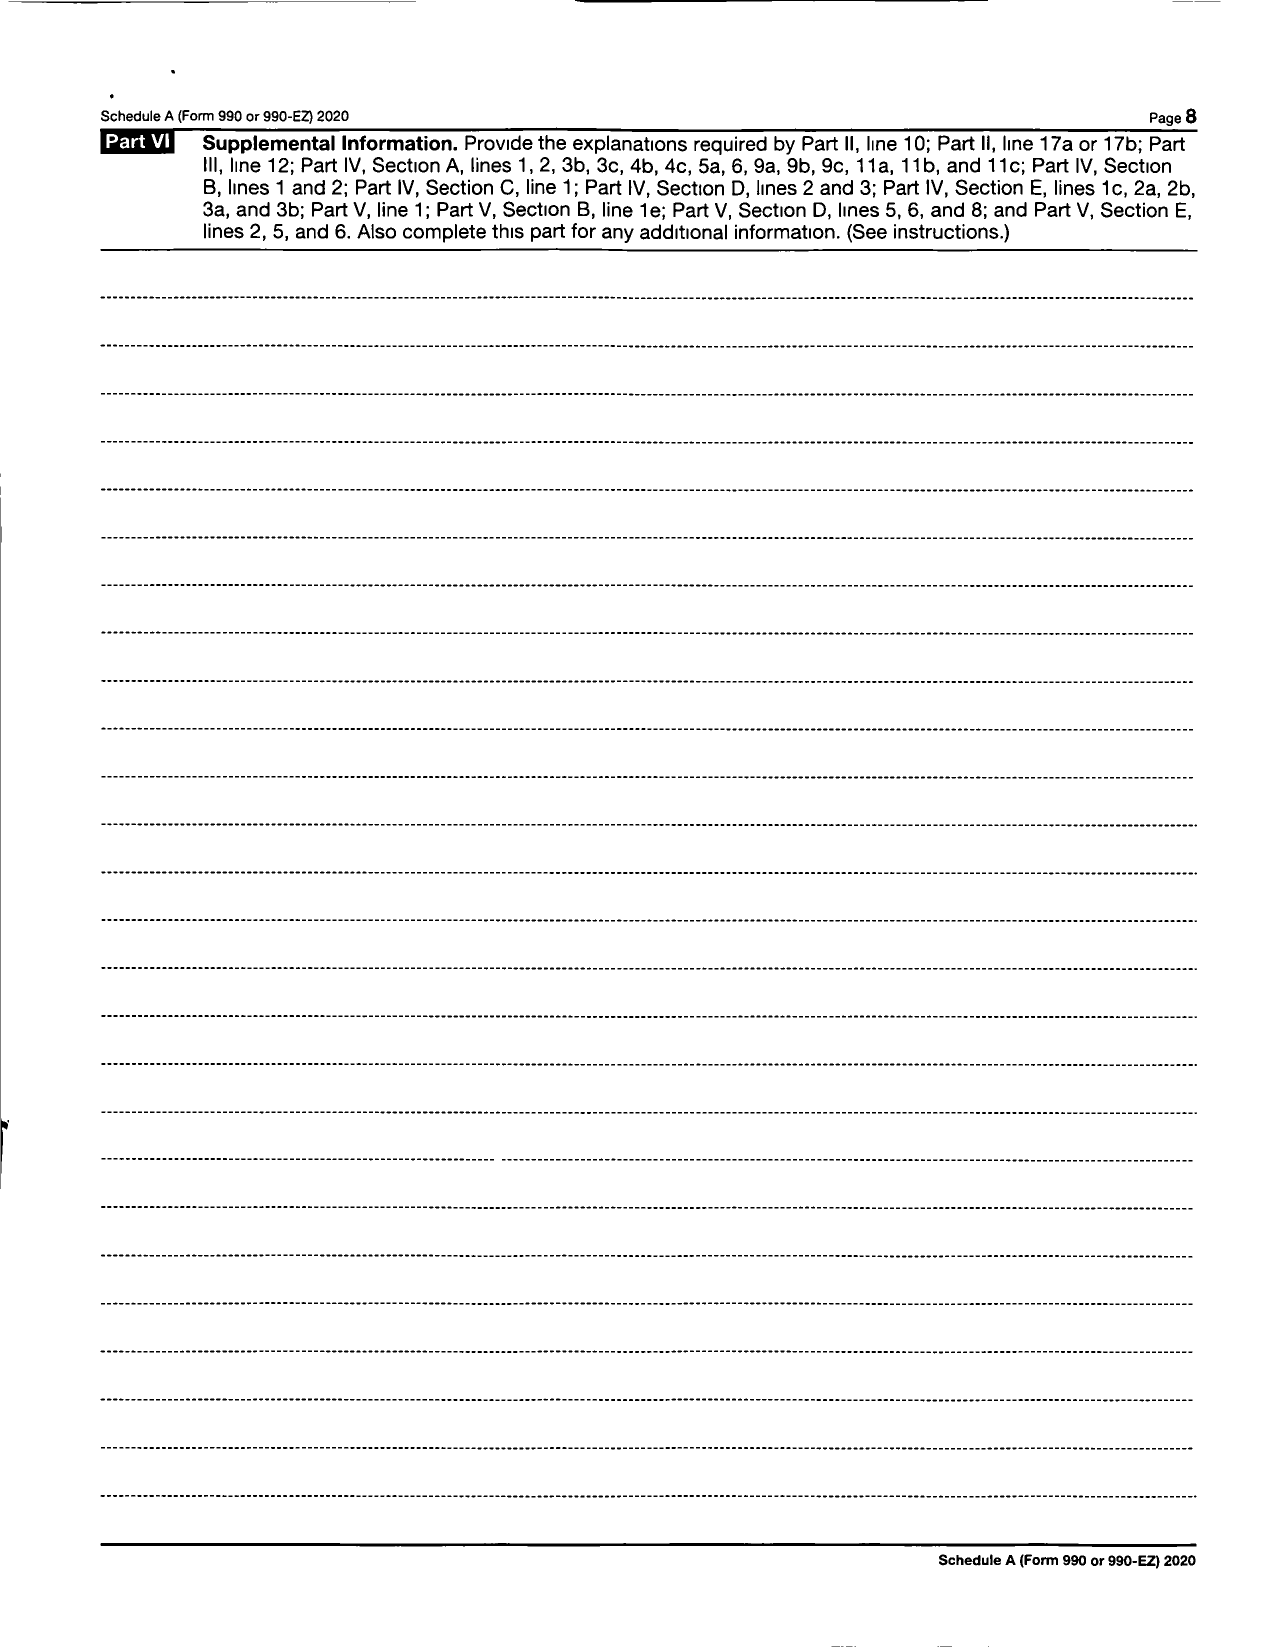 Schedule A (Form 990 or 990-EZ) 2020 Page 8
Part VI Supplemental Information. Provide the explanations required by Part II, line 10; Part II, line 17a or 17b; Part
III, line 12; Part IV, Section A, lines 1, 2, 3b, 3c, 4b, 4c, 5a, 6, 9a, 9b, 9c, 11a, 11b, and 11c; Part IV, Section
B, lines 1 and 2; Part IV, Section C, line 1; Part IV, Section D, lines 2 and 3; Part IV, Section E, lines 1c, 2a, 2b,
3a, and 3b; Part V, line 1; Part V, Section B, line 1e; Part V, Section D, lines 5, 6, and 8; and Part V, Section E,
lines 2, 5, and 6. Also complete this part for any additional information. (See instructions.)
Schedule A (Form 990 or 990-EZ) 2020